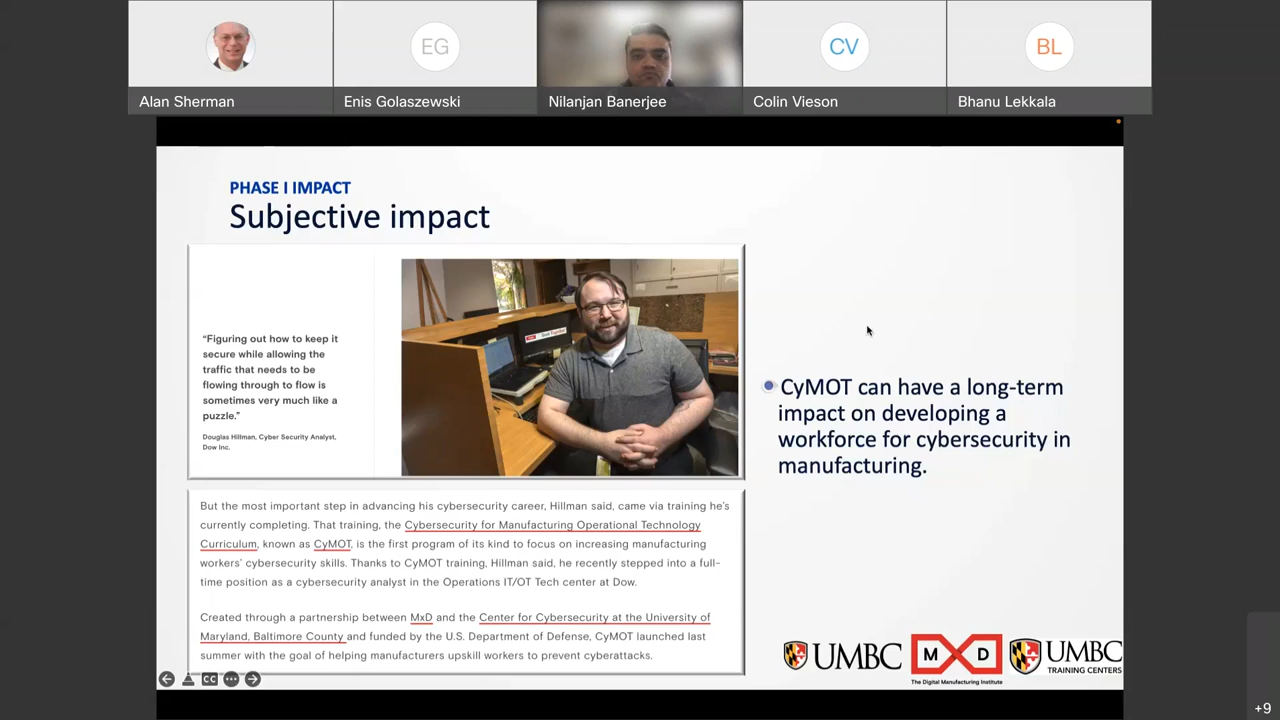 Alan Sherman
EG
Enis Golaszewski
Nilanjan Banerjee
CV
Colin Vieson
BL
Bhanu Lekkala
PHASE I IMPACT
Subjective impact
“Figuring out how to keep it
secure while allowing the
traffic that needs to be
flowing through to flow is
sometimes very much like a
puzzle.”
Douglas Hillman, Cyber Security Analyst,
Dow Inc.
CyMOT can have a long-term
impact on developing a
workforce for cybersecurity in
manufacturing.
But the most important step in advancing his cybersecurity career, Hillman said, came via training he’s
currently completing. That training, the Cybersecurity for Manufacturing Operational Technology
Curriculum, known as CyMOT, is the first program of its kind to focus on increasing manufacturing
workers’ cybersecurity skills. Thanks to CyMOT training, Hillman said, he recently stepped into a full-
time position as a cybersecurity analyst in the Operations IT/OT Tech center at Dow.
Created through a partnership between MxD and the Center for Cybersecurity at the University of
Maryland, Baltimore County and funded by the U.S. Department of Defense, CyMOT launched last
summer with the goal of helping manufacturers upskill workers to prevent cyberattacks.
UMBC
M D
The Digital Manufacturing Institute
UMBC
TRAINING CENTERS
CC
+9